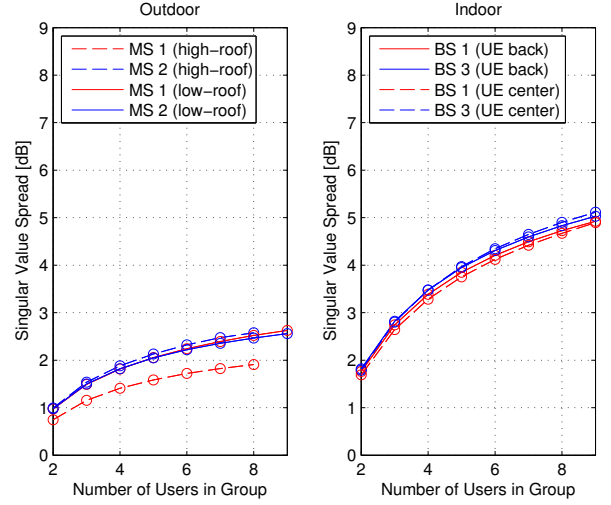 Outdoor
MS 1 (high-roof)
MS 2 (high-roof)
MS 1 (low-roof)
MS 2 (low-roof)
Singular Value Spread [dB]
9
8
7
6
5
4
3
2
1
0
2
4
6
8
Number of Users in Group
Indoor
BS 1 (UE back)
BS 3 (UE back)
BS 1 (UE center)
BS 3 (UE center)
Singular Value Spread [dB]
9
8
7
6
5
4
3
2
1
0
2
4
6
8
Number of Users in Group